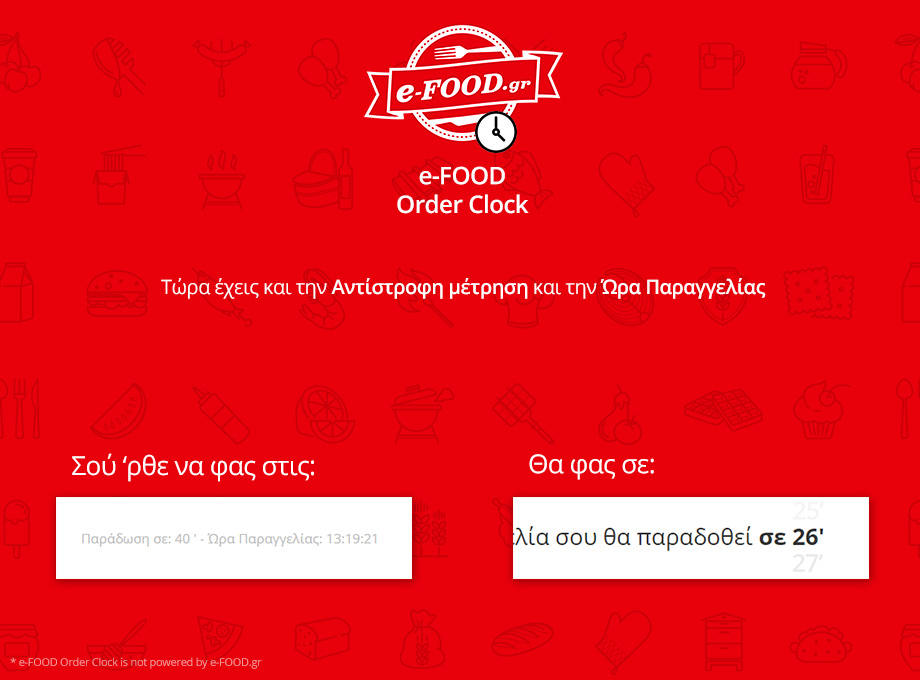 e-FOOD.gr
e-FOOD
Order Clock
Τώρα έχεις και την Αντίστροφη μέτρηση και την Ώρα Παραγγελίας
Σού ‘ρθε να φας στις:
Θα φας σε:
Παράδωση σε: 40 ' - Ώρα Παραγγελίας: 13:19:21
25’
λία σου θα παραδοθεί σε 26'
27’
* e-FOOD Order Clock is not powered by e-FOOD.gr